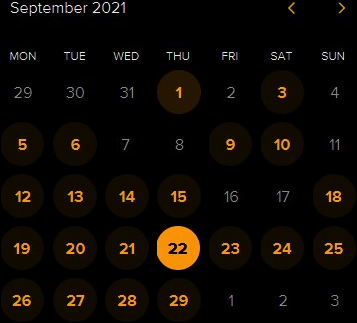 September 2021
MON TUE WED THU FRI SAT SUN
29 30 31 1 2 3 4
5 6 7 8 9 10 11
12 13 14 15 16 17 18
19 20 21 22 23 24 25
26 27 28 29 1 2 3